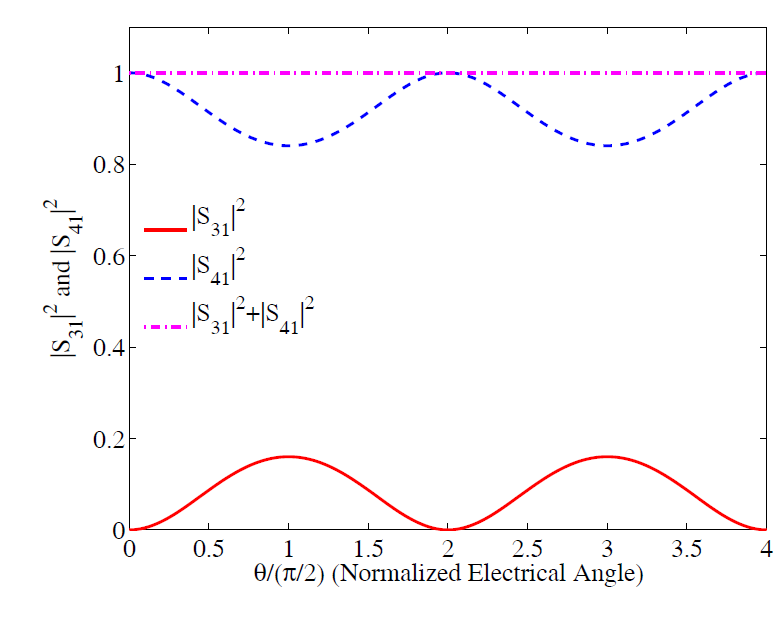 1
0.8
0.6
0.4
0.2
0
|S31|^2 and |S41|^2
|S31|^2
|S41|^2
|S31|^2+|S41|^2
0 0.5 1 1.5 2 2.5 3 3.5 4
θ/(π/2) (Normalized Electrical Angle)